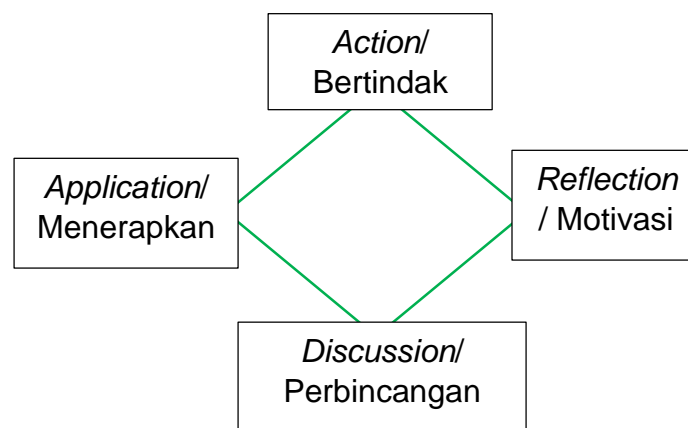 Action/
Bertindak
Application/
Menerapkan
Reflection
/ Motivasi
Discussion/
Perbincangan